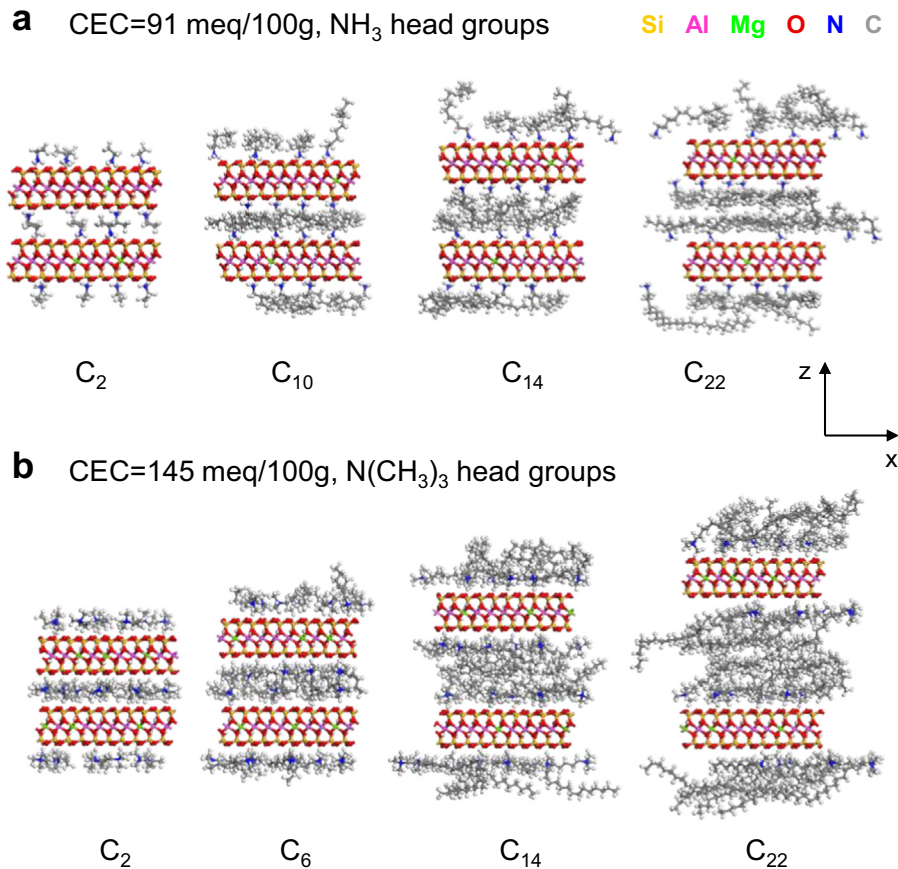 a CEC=91 meq/100g, NH₃ head groups
Si Al Mg O N C
C₂ C₁₀ C₁₄ C₂₂
z
x
b CEC=145 meq/100g, N(CH₃)₃ head groups
C₂ C₆ C₁₄ C₂₂